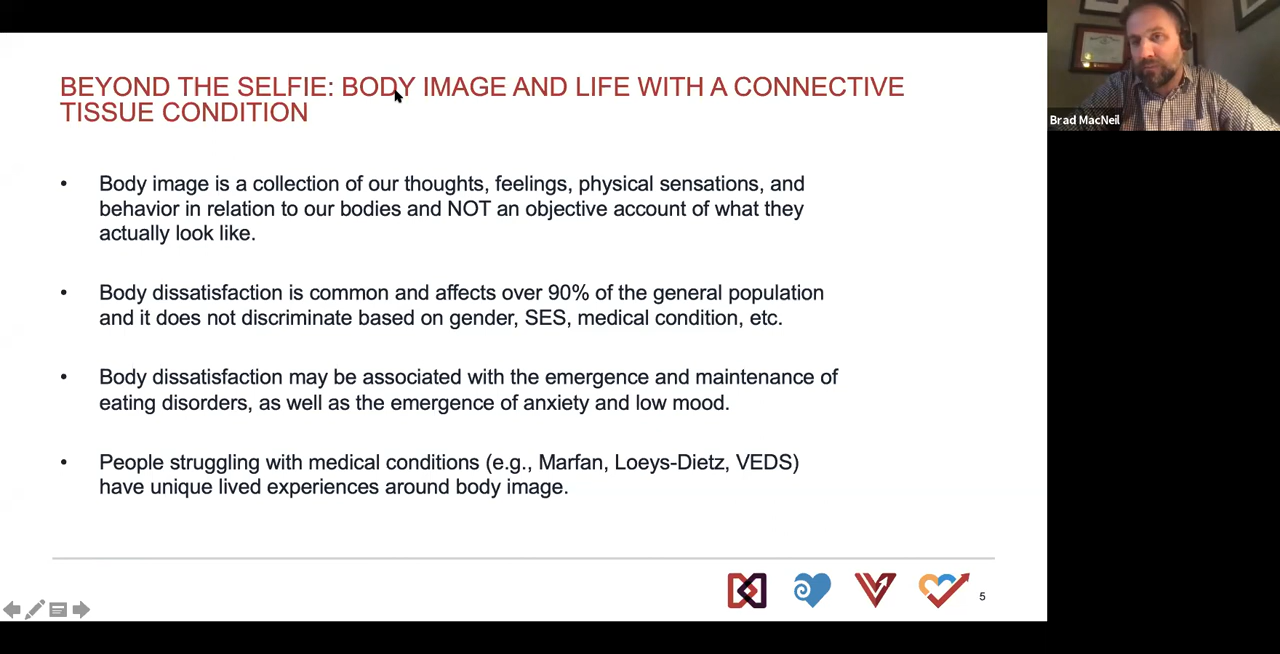 BEYOND THE SELFIE: BODY IMAGE AND LIFE WITH A CONNECTIVE
TISSUE CONDITION
• Body image is a collection of our thoughts, feelings, physical sensations, and
behavior in relation to our bodies and NOT an objective account of what they
actually look like.
• Body dissatisfaction is common and affects over 90% of the general population
and it does not discriminate based on gender, SES, medical condition, etc.
• Body dissatisfaction may be associated with the emergence and maintenance of
eating disorders, as well as the emergence of anxiety and low mood.
• People struggling with medical conditions (e.g., Marfan, Loeys-Dietz, VEDS)
have unique lived experiences around body image.
5
Brad MacNeil